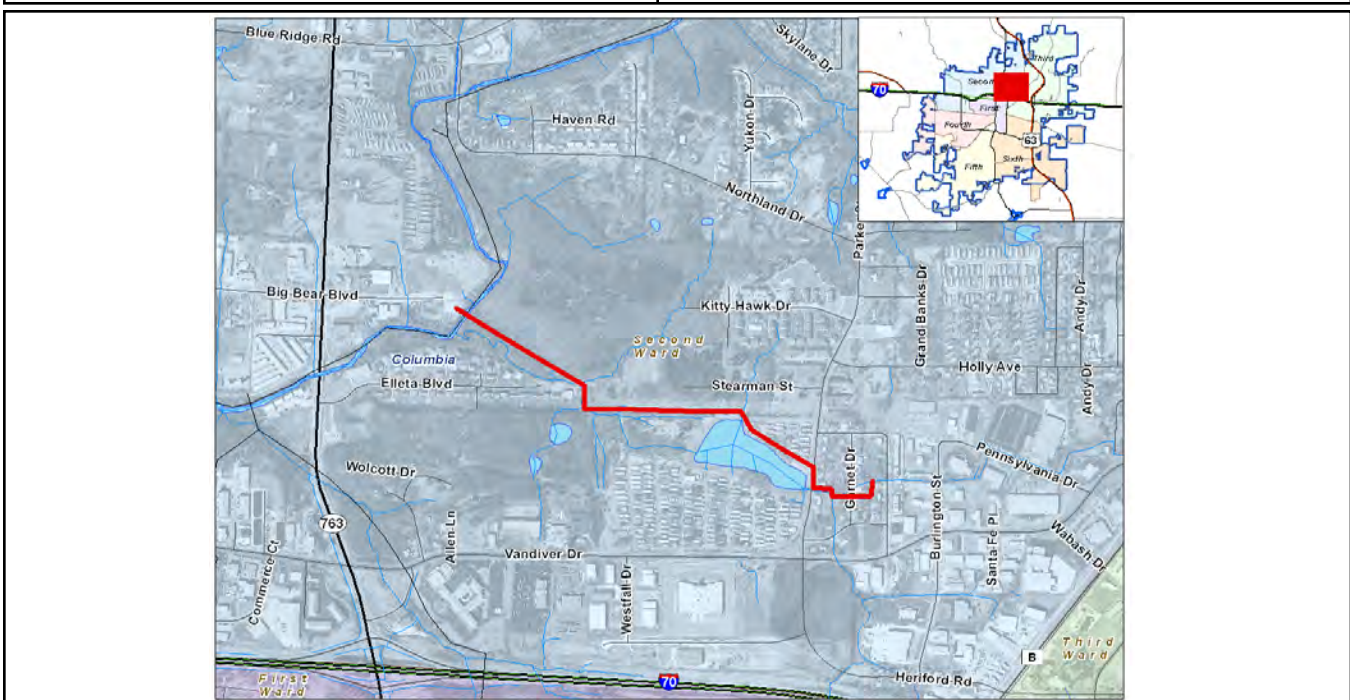 Blue Ridge Rd
Skylane Dr
Haven Rd
Yukon Dr
Northland Dr
Third
70
First
Fourth
63
Fifth
Sixth
Big Bear Blvd
Kitty Hawk Dr
Grand Banks Dr
Andy Dr
Second
Ward
Columbia
Elleta Blvd
Stearman St
Holly Ave
Andy Dr
Wolcott Dr
Garnet Dr
Pennsylvania Dr
763
Allen Ln
Vandiver Dr
Burlington St
Santa Fe Pl
Wabash Dr
Commerce Ct
Westfall Dr
Third
Ward
B
First
Ward
70
Heriford Rd